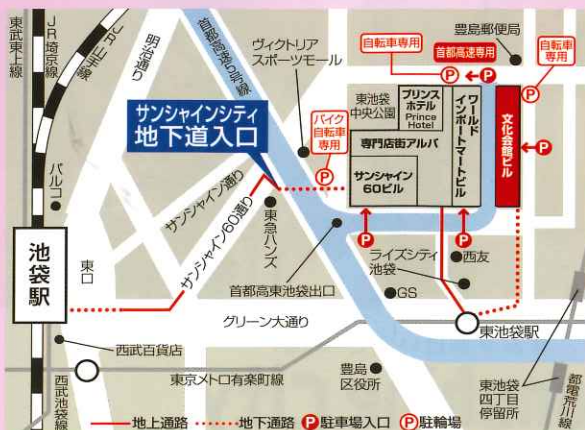 東武東上線
JR埼京線
JR山手線
明治通り
首都高速5号線
ヴィクトリア
スポーツモール
豊島郵便局
自転車専用
首都高速専用
自転車
専用
サンシャインシティ
地下道入口
バイク
自転車
専用
東池袋
中央公園
プリンス
ホテル
Prince
Hotel
ワールド
インポートマートビル
文化会館ビル
専門店街アルパ
サンシャイン
60ビル
パルコ
サンシャイン通り
サンシャイン60通り
東急ハンズ
池袋駅
東口
首都高東池袋出口
ライズシティ
池袋
西友
GS
グリーン大通り
東池袋駅
西武百貨店
西武池袋線
東京メトロ有楽町線
豊島
区役所
東池袋
四丁目
停留所
都電荒川線
地上通路
地下通路
P駐車場入口
P駐輪場